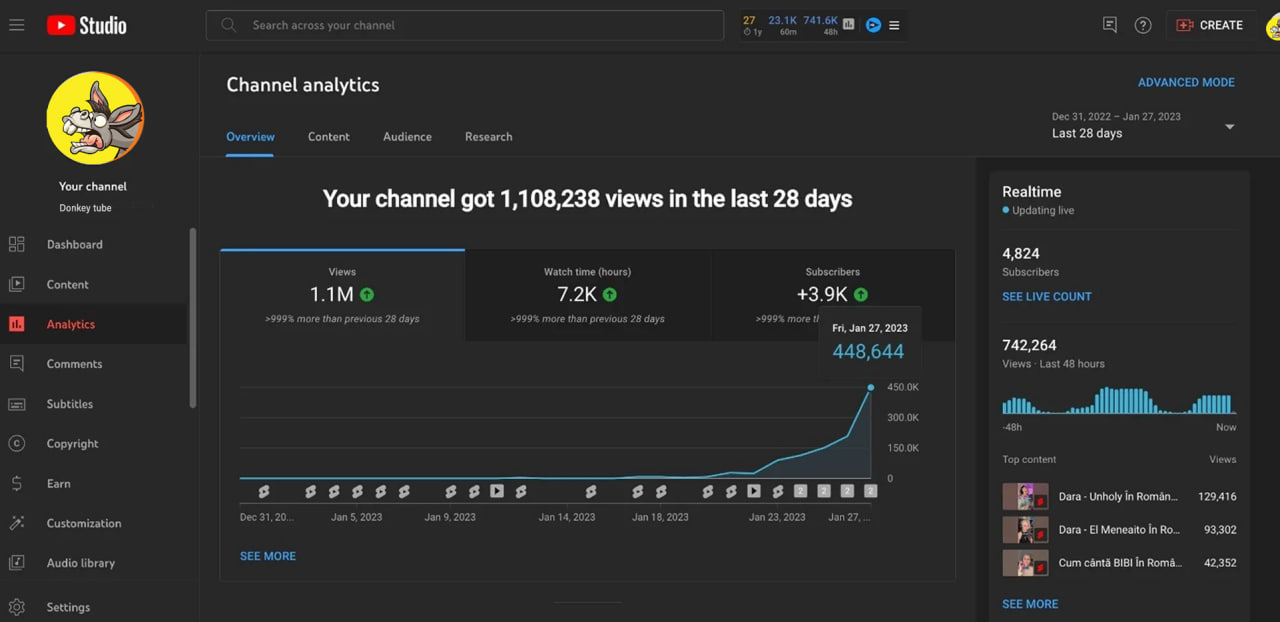 Studio
Search across your channel
27 23.1K 741.6K
1y 60m 48h
CREATE
Your channel
Donkey tube
Dashboard
Content
Analytics
Comments
Subtitles
Copyright
Earn
Customization
Audio library
Settings
Channel analytics
ADVANCED MODE
Overview Content Audience Research
Dec 31, 2022 – Jan 27, 2023
Last 28 days
Your channel got 1,108,238 views in the last 28 days
Views
1.1M
>999% more than previous 28 days
Watch time (hours)
7.2K
>999% more than previous 28 days
Subscribers
+3.9K
>999% more th
Fri, Jan 27, 2023
448,644
450.0K
300.0K
150.0K
0
2 2 2 2
Dec 31, 20... Jan 5, 2023 Jan 9, 2023 Jan 14, 2023 Jan 18, 2023 Jan 23, 2023 Jan 27, ...
SEE MORE
Realtime
Updating live
4,824
Subscribers
SEE LIVE COUNT
742,264
Views · Last 48 hours
-48h Now
Top content Views
Dara - Unholy În Român... 129,416
Dara - El Meneaito În Ro... 93,302
Cum cântă BIBI În Româ... 42,352
SEE MORE